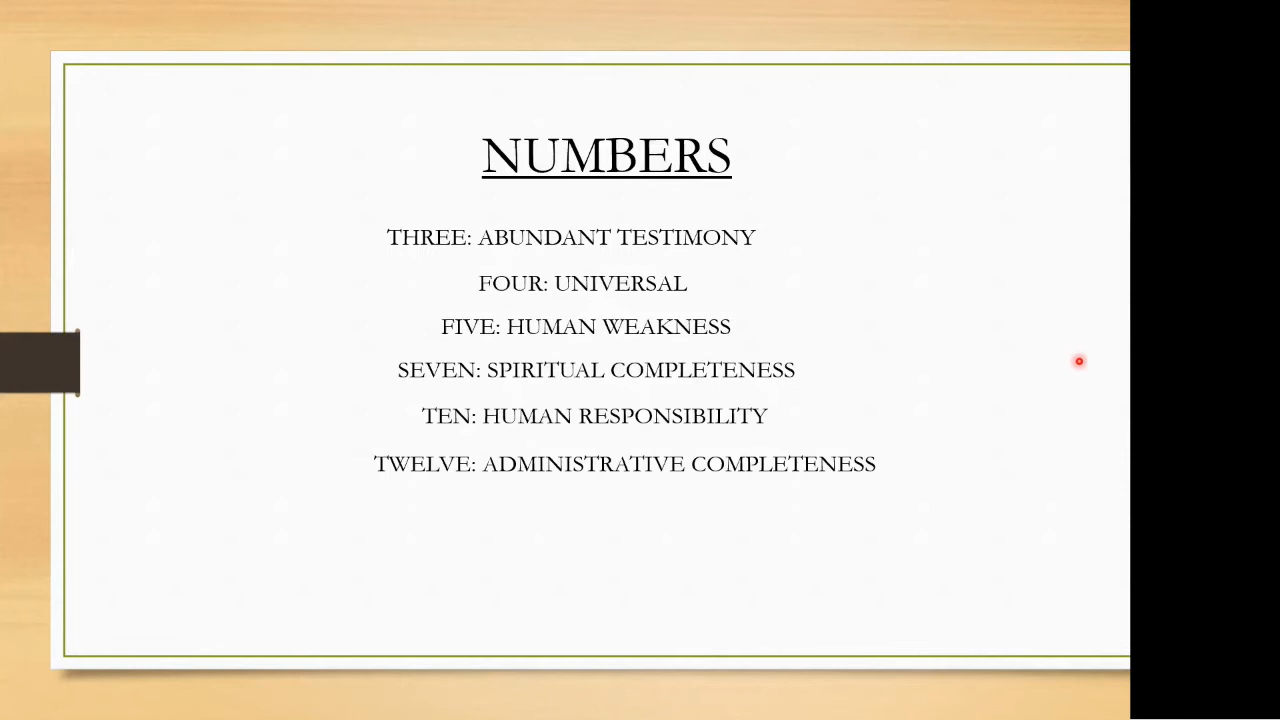 NUMBERS
THREE: ABUNDANT TESTIMONY
FOUR: UNIVERSAL
FIVE: HUMAN WEAKNESS
SEVEN: SPIRITUAL COMPLETENESS
TEN: HUMAN RESPONSIBILITY
TWELVE: ADMINISTRATIVE COMPLETENESS